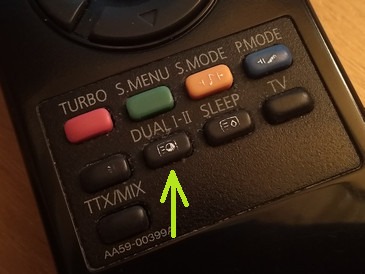 TURBO S.MENU S.MODE P.MODE
DUAL I-II SLEEP TV
TTX/MIX
AA59-00399